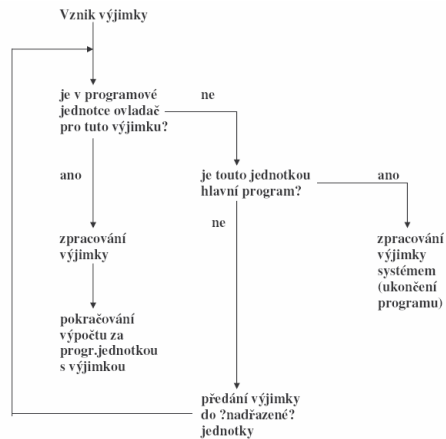 Vznik výjimky
je v programové
jednotce ovladač
pro tuto výjimku?
ne
ano
je touto jednotkou
hlavní program?
ano
ne
zpracování
výjimky
zpracování
výjimky
systémem
(ukončení
programu)
pokračování
výpočtu za
progr.jednotkou
s výjimkou
předání výjimky
do ?nadřazené?
jednotky